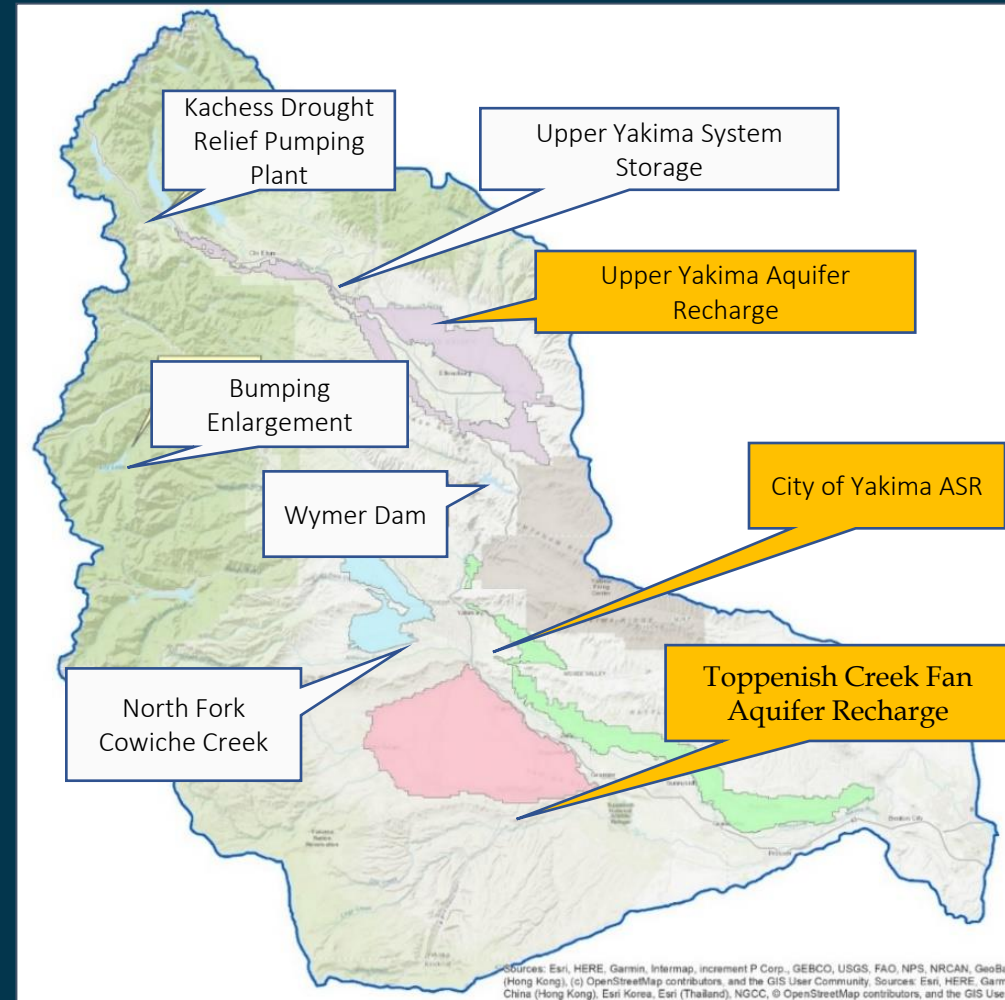 Kachess Drought
Relief Pumping
Plant
Upper Yakima System
Storage
Upper Yakima Aquifer
Recharge
Bumping
Enlargement
Wymer Dam
City of Yakima ASR
North Fork
Cowiche Creek
Toppenish Creek Fan
Aquifer Recharge
Sources: Esri, HERE, Garmin, Intermap, increment P Corp., GEBCO, USGS, FAO, NPS, NRCAN, GeoBa
(Hong Kong), (c) OpenStreetMap contributors, and the GIS User Community, Sources: Esri, HERE, Garm
China (Hong Kong), Esri Korea, Esri (Thailand), NGCC, © OpenStreetMap contributors, and the GIS User